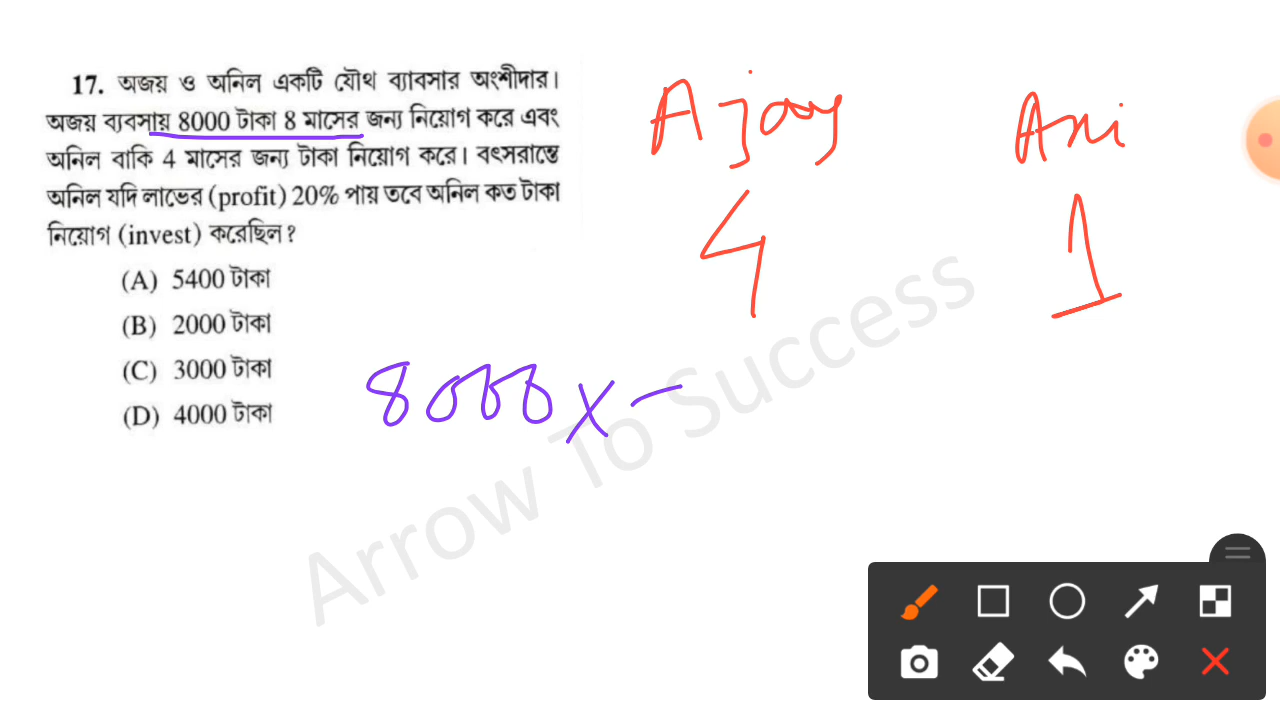 17. অজয় ও অনিল একটি যৌথ ব্যাবসার অংশীদার।
অজয় ব্যবসায় 8000 টাকা 8 মাসের জন্য নিয়োগ করে এবং
অনিল বাকি 4 মাসের জন্য টাকা নিয়োগ করে। বৎসরান্তে
অনিল যদি লাভের (profit) 20% পায় তবে অনিল কত টাকা
নিয়োগ (invest) করেছিল?
(A) 5400 টাকা
(B) 2000 টাকা
(C) 3000 টাকা
(D) 4000 টাকা
Ajay Ani
4 1
8000 x -
Arrow To Success